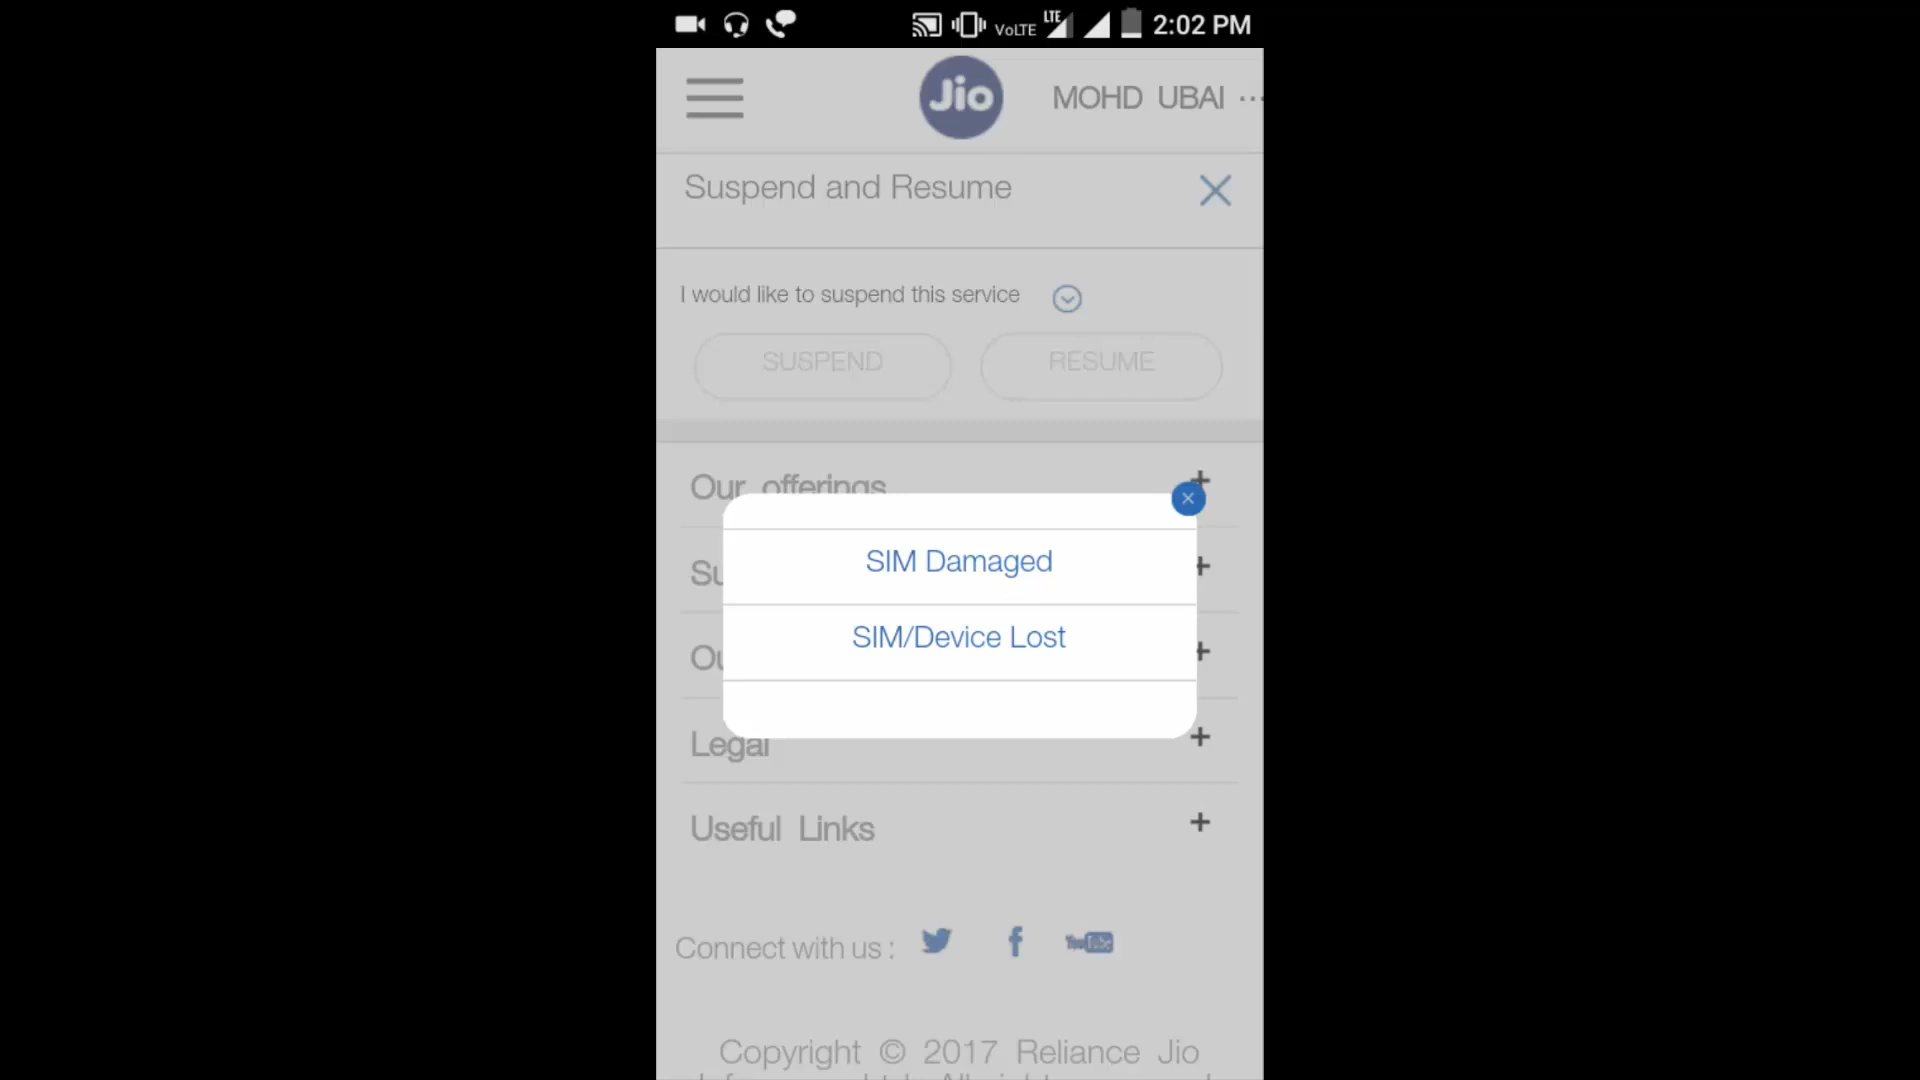 VoLTE LTE 2:02 PM
Jio MOHD UBAI ...
Suspend and Resume
I would like to suspend this service
SUSPEND RESUME
Our offerings
SIM Damaged
SIM/Device Lost
Legal
Useful Links
Connect with us : YouTube
Copyright © 2017 Reliance Jio